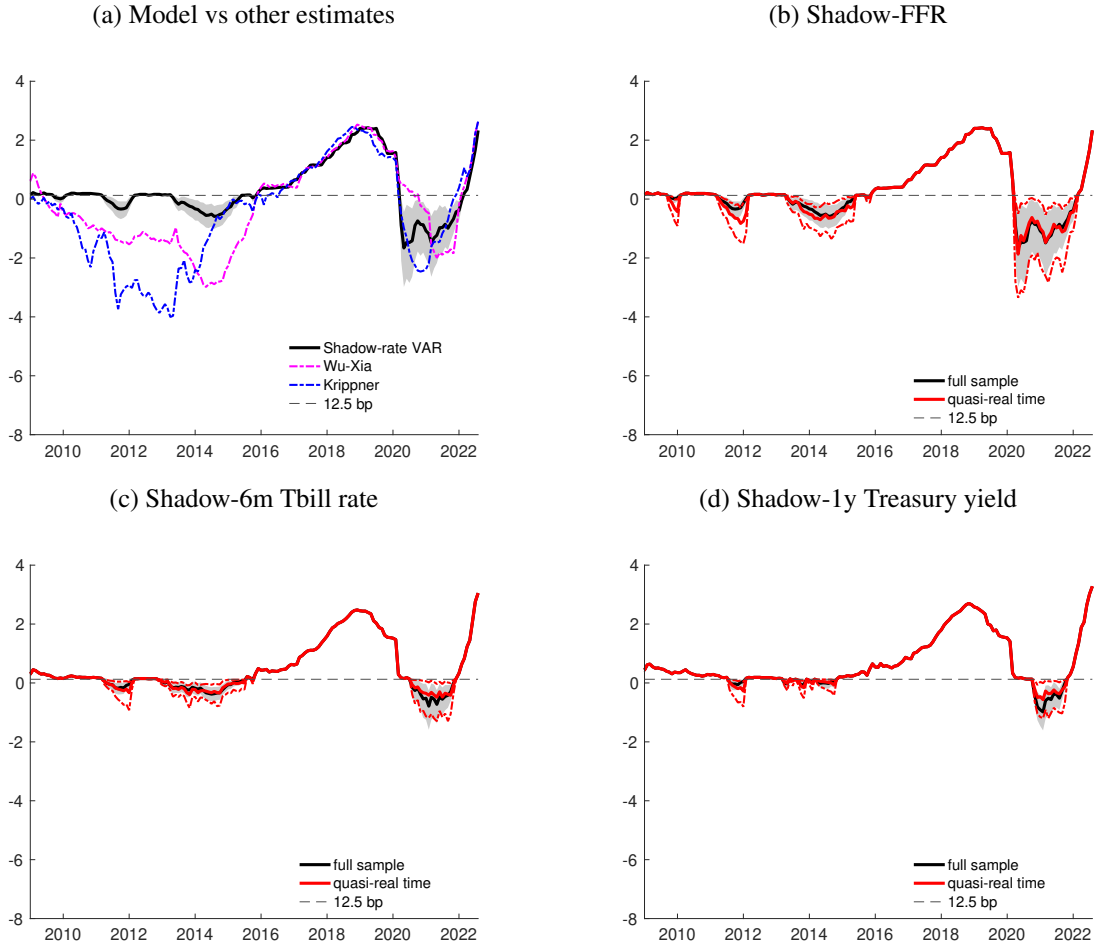 (a) Model vs other estimates
4
2
0
-2
-4
-6
-8
2010 2012 2014 2016 2018 2020 2022
Shadow-rate VAR
Wu-Xia
Krippner
12.5 bp
(b) Shadow-FFR
4
2
0
-2
-4
-6
-8
2010 2012 2014 2016 2018 2020 2022
full sample
quasi-real time
12.5 bp
(c) Shadow-6m Tbill rate
4
2
0
-2
-4
-6
-8
2010 2012 2014 2016 2018 2020 2022
full sample
quasi-real time
12.5 bp
(d) Shadow-1y Treasury yield
4
2
0
-2
-4
-6
-8
2010 2012 2014 2016 2018 2020 2022
full sample
quasi-real time
12.5 bp